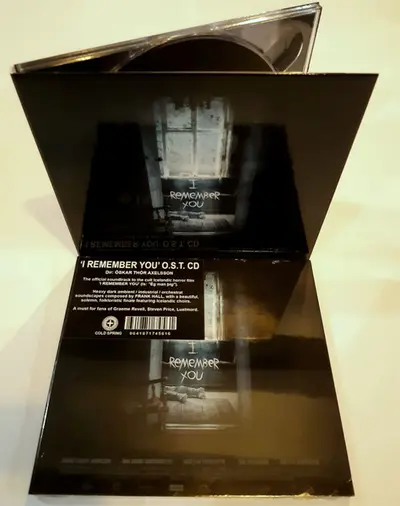 I
REMEMBER
YOU
'I REMEMBER YOU' O.S.T. CD
'I REMEMBER YOU' O.S.T. CD
Dir: ÓSKAR THÓR AXELSSON
The official soundtrack to the cult Icelandic horror film
'I REMEMBER YOU' (Is: "Ég man þig").
Heavy dark ambient / industrial / orchestral
soundscapes composed by FRANK HALL, with a beautiful,
solemn, folkloristic finale featuring Icelandic choirs.
A must for fans of Graeme Revell, Steven Price, Lustmord.
COLD SPRING
I
REMEMBER
YOU